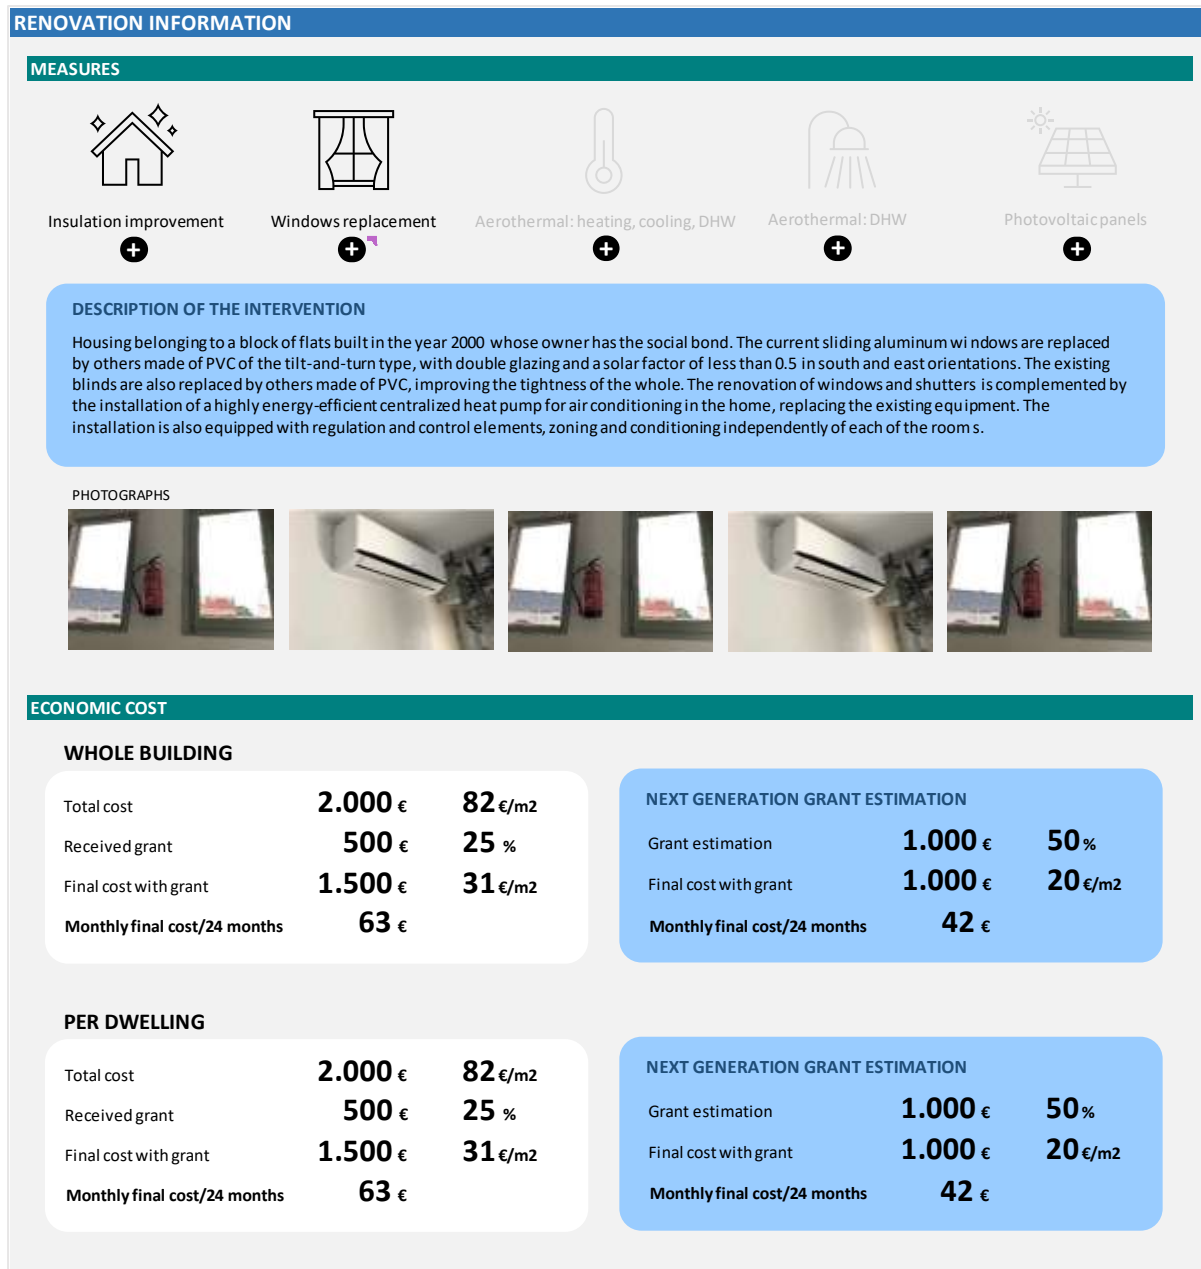 RENOVATION INFORMATION
MEASURES
Insulation improvement
Windows replacement
Aerothermal: heating, cooling, DHW
Aerothermal: DHW
Photovoltaic panels
DESCRIPTION OF THE INTERVENTION
Housing belonging to a block of flats built in the year 2000 whose owner has the social bond. The current sliding aluminum windows are replaced
by others made of PVC of the tilt-and-turn type, with double glazing and a solar factor of less than 0.5 in south and east orientations. The existing
blinds are also replaced by others made of PVC, improving the tightness of the whole. The renovation of windows and shutters is complemented by
the installation of a highly energy-efficient centralized heat pump for air conditioning in the home, replacing the existing equipment. The
installation is also equipped with regulation and control elements, zoning and conditioning independently of each of the rooms.
PHOTOGRAPHS
ECONOMIC COST
WHOLE BUILDING
Total cost 2.000 € 82 €/m2
Received grant 500 € 25 %
Final cost with grant 1.500 € 31 €/m2
Monthly final cost/24 months 63 €
NEXT GENERATION GRANT ESTIMATION
Grant estimation 1.000 € 50 %
Final cost with grant 1.000 € 20 €/m2
Monthly final cost/24 months 42 €
PER DWELLING
Total cost 2.000 € 82 €/m2
Received grant 500 € 25 %
Final cost with grant 1.500 € 31 €/m2
Monthly final cost/24 months 63 €
NEXT GENERATION GRANT ESTIMATION
Grant estimation 1.000 € 50 %
Final cost with grant 1.000 € 20 €/m2
Monthly final cost/24 months 42 €